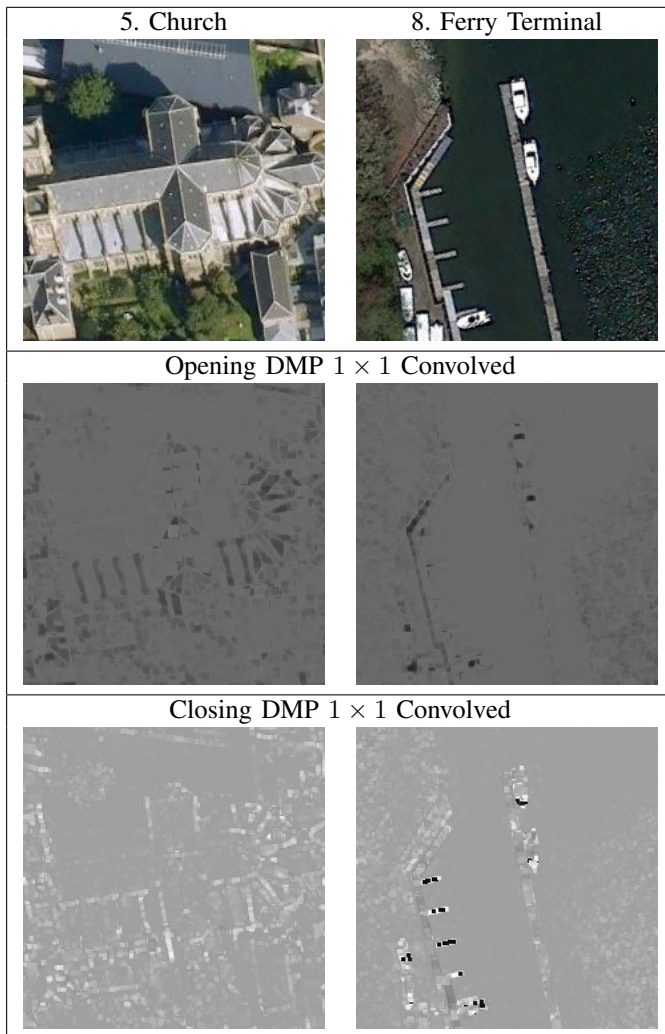 5. Church
8. Ferry Terminal
Opening DMP 1 × 1 Convolved
Closing DMP 1 × 1 Convolved